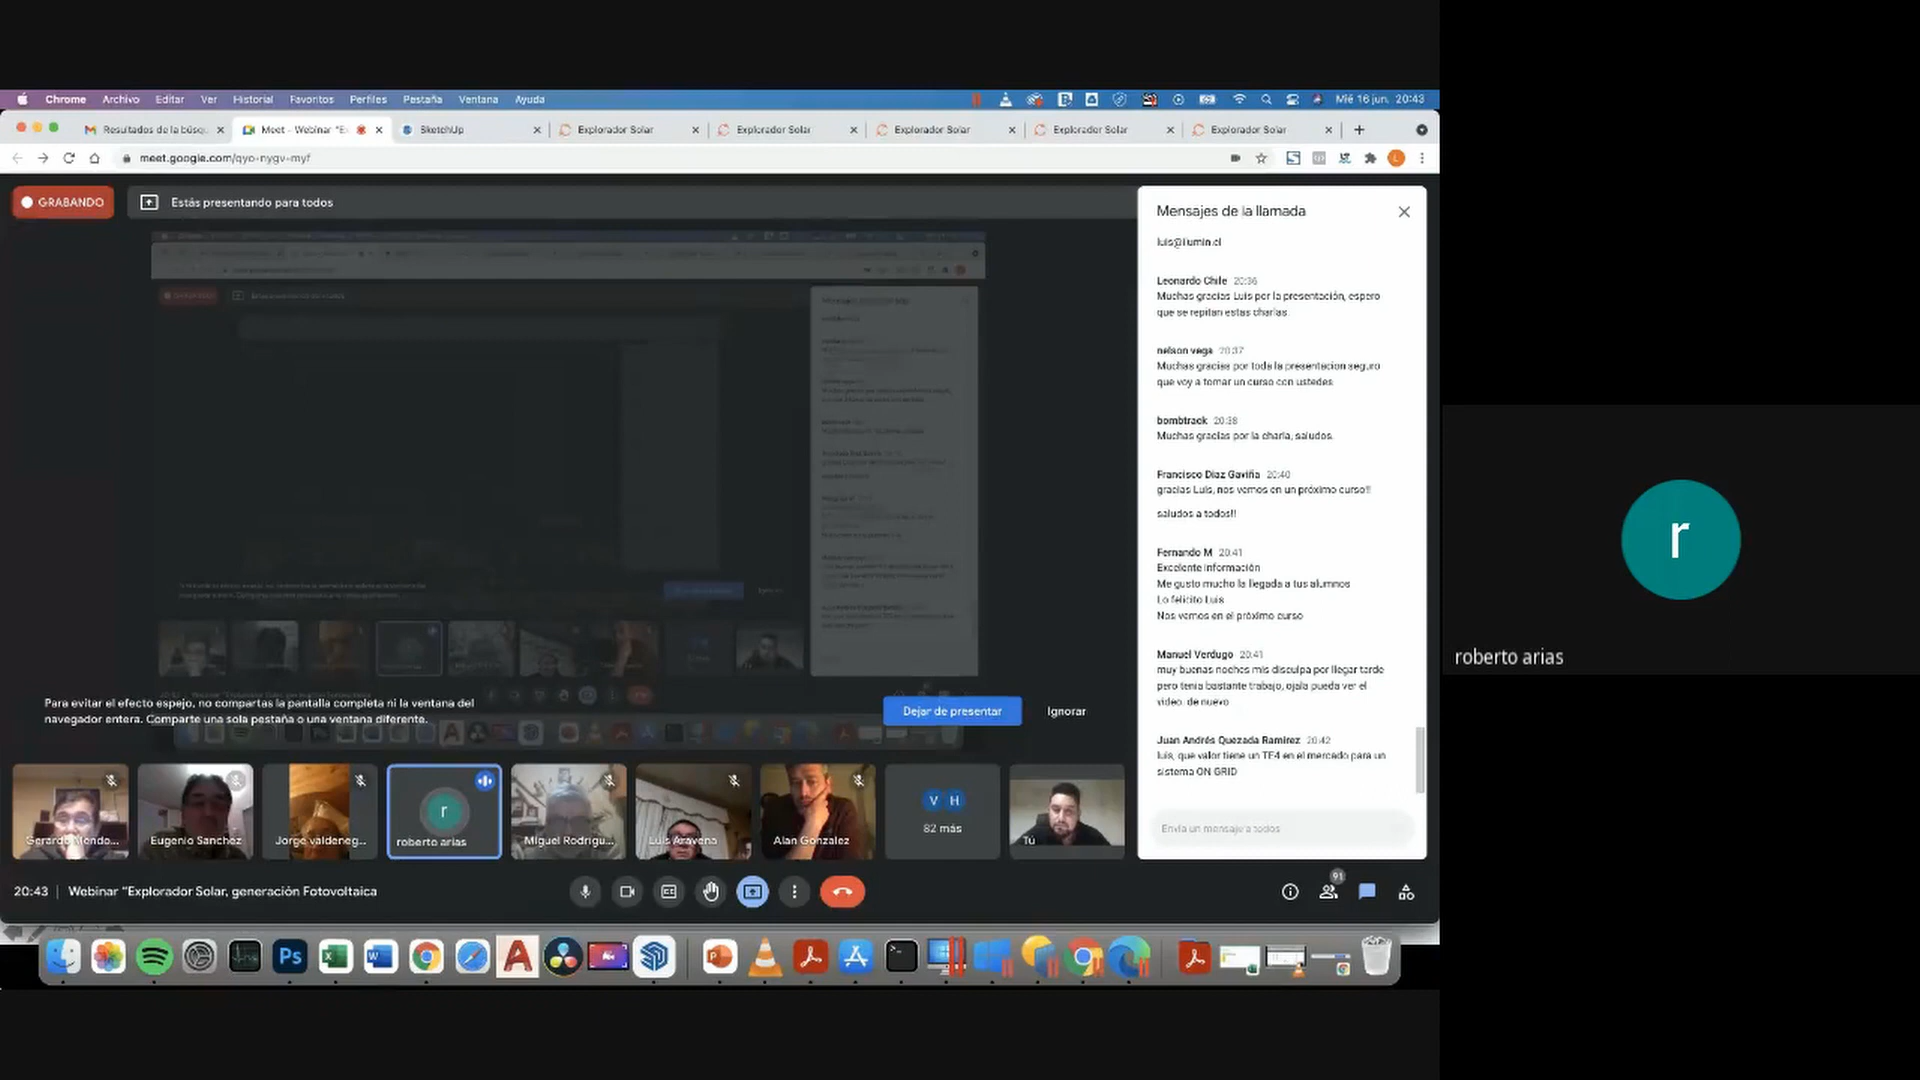 Chrome Archivo Editar Ver Historial Favoritos Perfiles Pestaña Ventana Ayuda
Mié 16 jun. 20:43
Resultados de la búsq
Meet - Webinar "E
SketchUp
Explorador Solar
Explorador Solar
Explorador Solar
Explorador Solar
Explorador Solar
meet.google.com/qyo-nygv-myf
L
GRABANDO
Estás presentando para todos
Mensajes de la llamada
luis@ilumin.cl
Leonardo Chile 20:36
Muchas gracias Luis por la presentación, espero
que se repitan estas charlas.
nelson vega 20:37
Muchas gracias por toda la presentacion seguro
que voy a tomar un curso con ustedes
bombtrack 20:38
Muchas gracias por la charla, saludos.
Francisco Diaz Gaviña 20:40
gracias Luis, nos vemos en un próximo curso!!
saludos a todos!!
Fernando M 20:41
Excelente información
Me gusto mucho la llegada a tus alumnos
Lo felicito Luis
Nos vemos en el próximo curso
Manuel Verdugo 20:41
muy buenas noches mis disculpa por llegar tarde
pero tenia bastante trabajo, ojala pueda ver el
video. de nuevo
Juan Andrés Quezada Ramírez 20:42
luis, que valor tiene un TE4 en el mercado para un
sistema ON GRID
Envía un mensaje a todos
Para evitar el efecto espejo, no compartas la pantalla completa ni la ventana del
navegador entera. Comparte una sola pestaña o una ventana diferente.
Dejar de presentar
Ignorar
Gerardo Mendo...
Eugenio Sanchez
Jorge valdeneg...
r
roberto arias
Miguel Rodrigu...
Luis Aravena
Alan Gonzalez
V H
82 más
Tú
20:43 | Webinar "Explorador Solar, generación Fotovoltaica
91
Ps
r
roberto arias